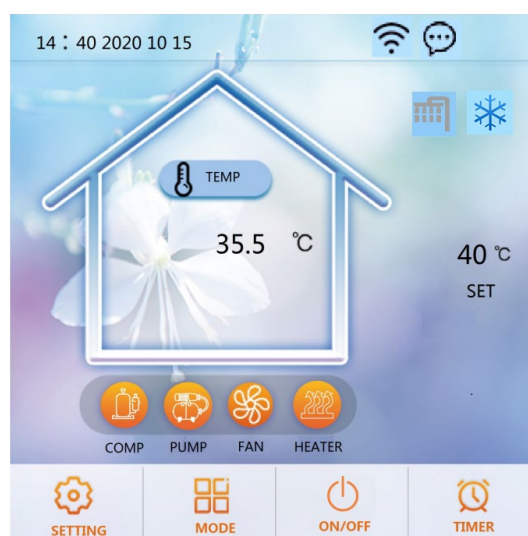 14：40 2020 10 15
TEMP
35.5 ℃
40 ℃
SET
COMP PUMP FAN HEATER
SETTING MODE ON/OFF TIMER